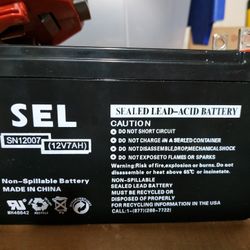 SEL
SN12007
(12V7AH)
Non-Spillable Battery
MADE IN CHINA
MH46842
SEALED LEAD-ACID BATTERY
CAUTION
DO NOT SHORT CIRCUIT
DO NOT CHARGE IN A SERLED CONTAINER
DO NOT DISASSEMBLE, DROP, MECHANICAL SHOCK
DO NOT EXPOSE TO FLAMES OR SPARKS
Warning: Risk of fire, explosion, or burns. Do not
disassemble or heat above 65°C or incinerate.
NON-SPILLABLE
SEALED LEAD BATTERY
MUST BE RECYCLED OR
DISPOSED OF PROPERLY
FOR RECYCLING INFORMATION IN THE USA
CALL:1-(877)(288-7722)